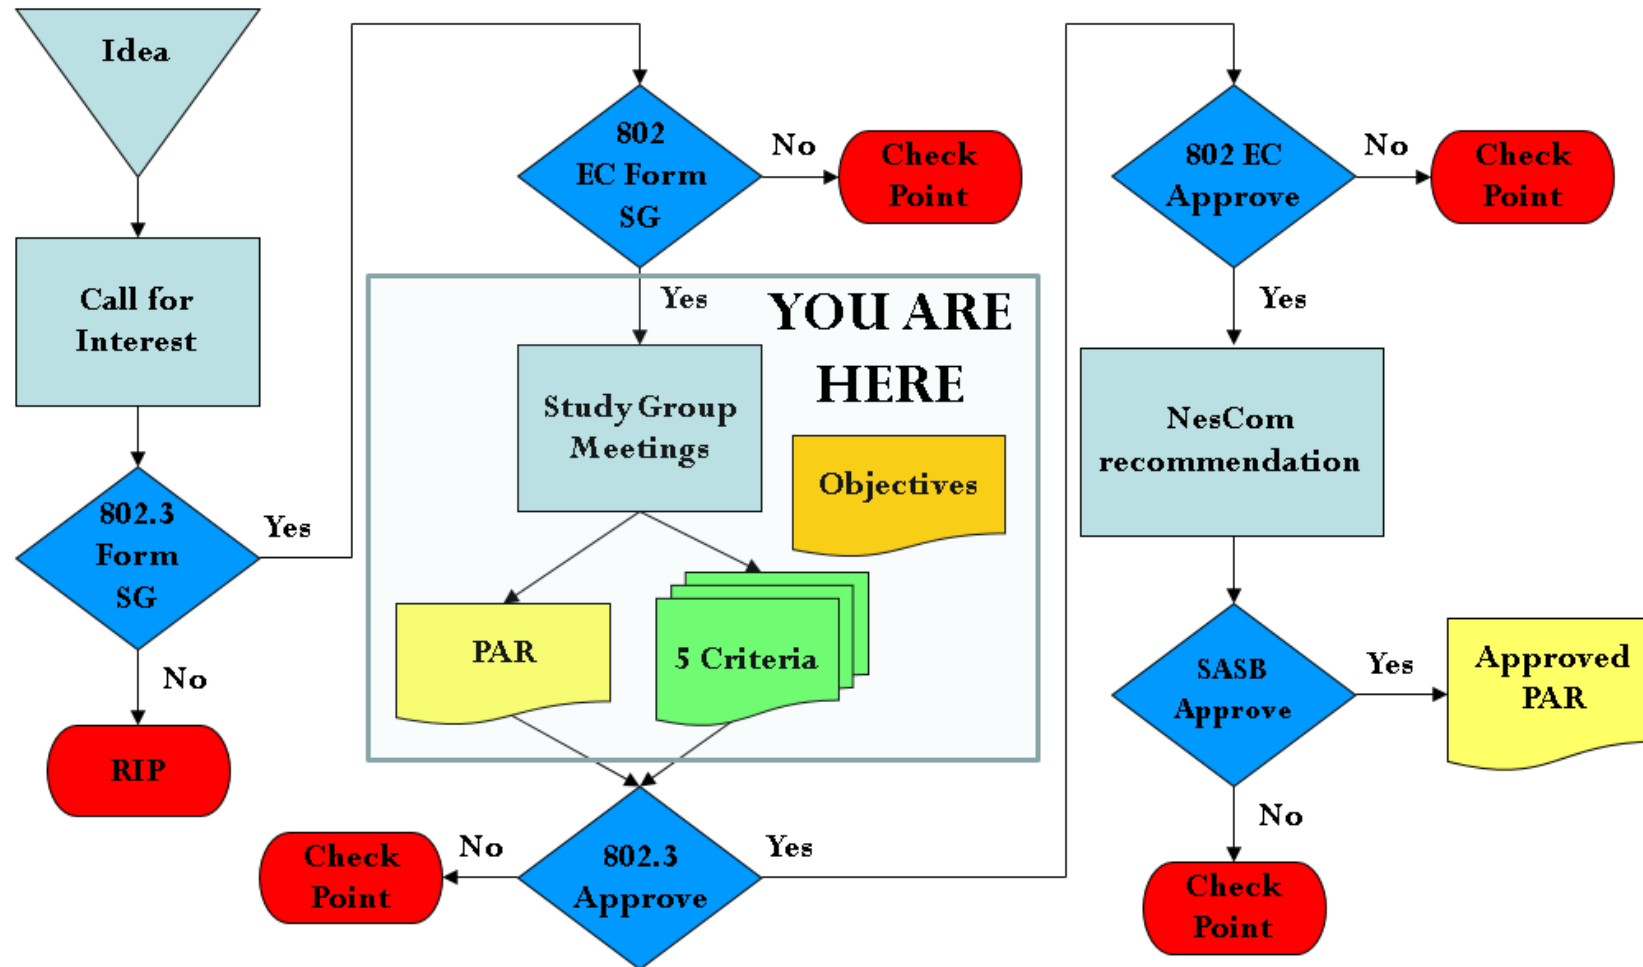 Idea
Call for
Interest
802.3
Form
SG
Yes
No
RIP
802
EC Form
SG
No
Check
Point
Yes
YOU ARE
HERE
Study Group
Meetings
Objectives
PAR
5 Criteria
802.3
Approve
No
Check
Point
Yes
802 EC
Approve
No
Check
Point
Yes
NesCom
recommendation
SASB
Approve
Yes
Approved
PAR
No
Check
Point